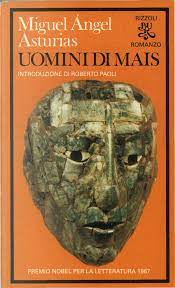 Miguel Ángel
Asturias
RIZZOLI
BUR
ROMANZO
UOMINI DI MAIS
INTRODUZIONE DI ROBERTO PAOLI
PREMIO NOBEL PER LA LETTERATURA 1967